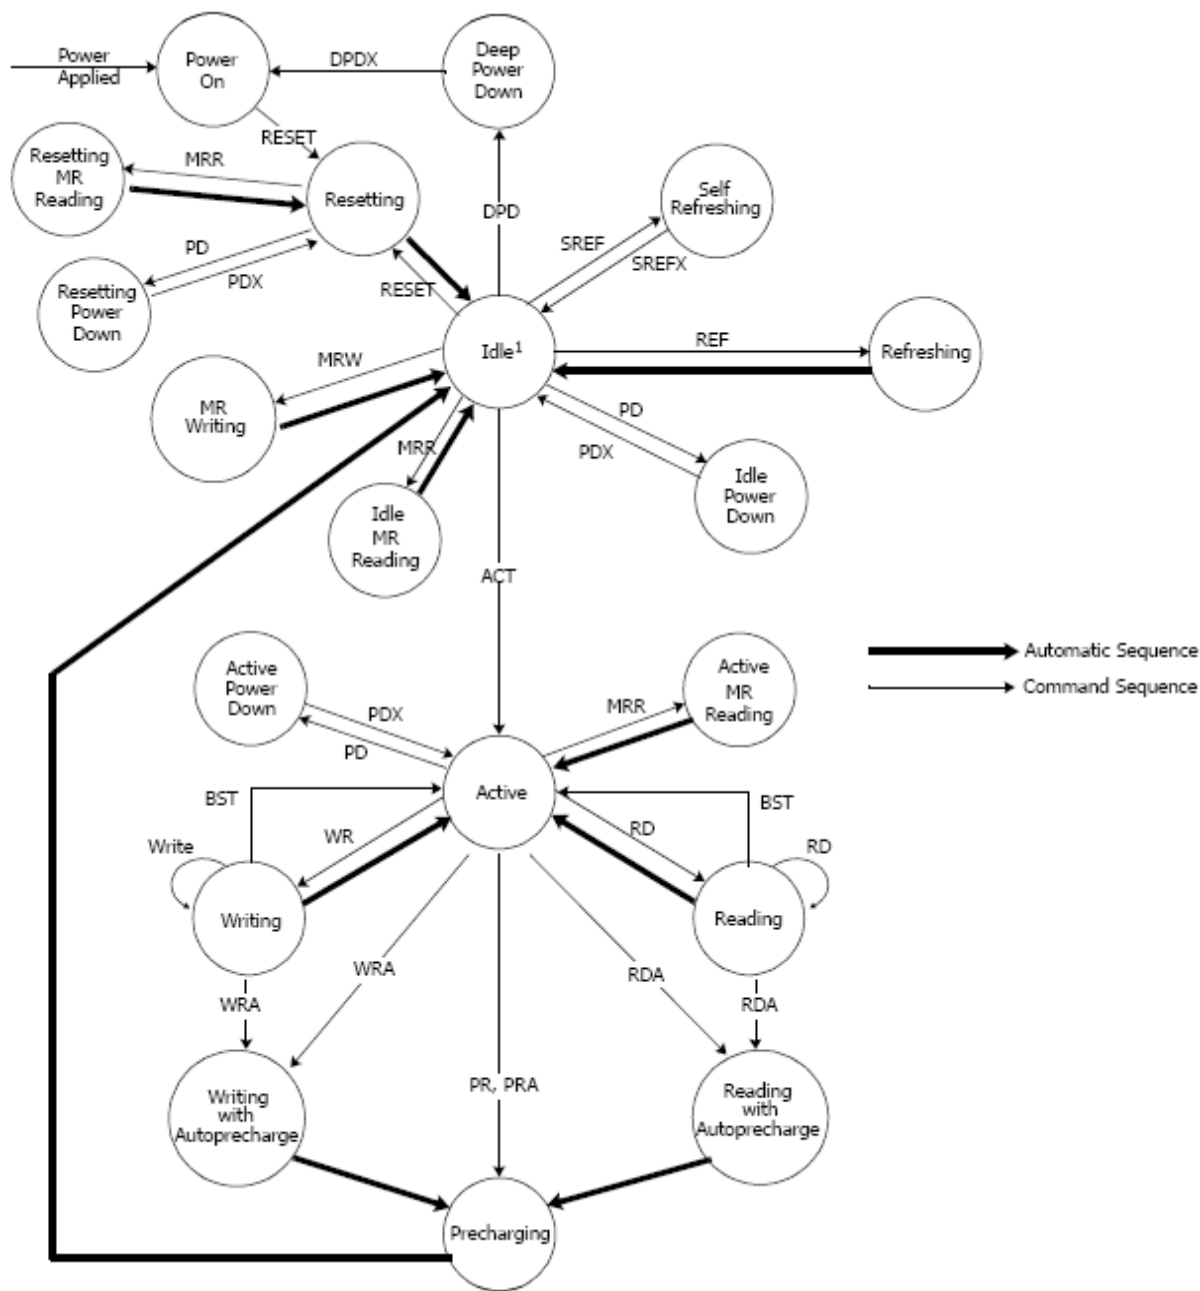 Power
Applied
Power
On
DPDX
Deep
Power
Down
RESET
Resetting
MR
Reading
MRR
Resetting
Self
Refreshing
DPD
PD
PDX
SREF
SREFX
RESET
Resetting
Power
Down
Idle1
REF
Refreshing
MRW
MR
Writing
MRR
PD
PDX
Idle
Power
Down
Idle
MR
Reading
ACT
Automatic Sequence
Command Sequence
Active
Power
Down
PDX
PD
MRR
Active
MR
Reading
BST
Active
BST
Write
WR
RD
RD
Writing
Reading
WRA
WRA
RDA
RDA
PR, PRA
Writing
with
Autoprecharge
Reading
with
Autoprecharge
Precharging